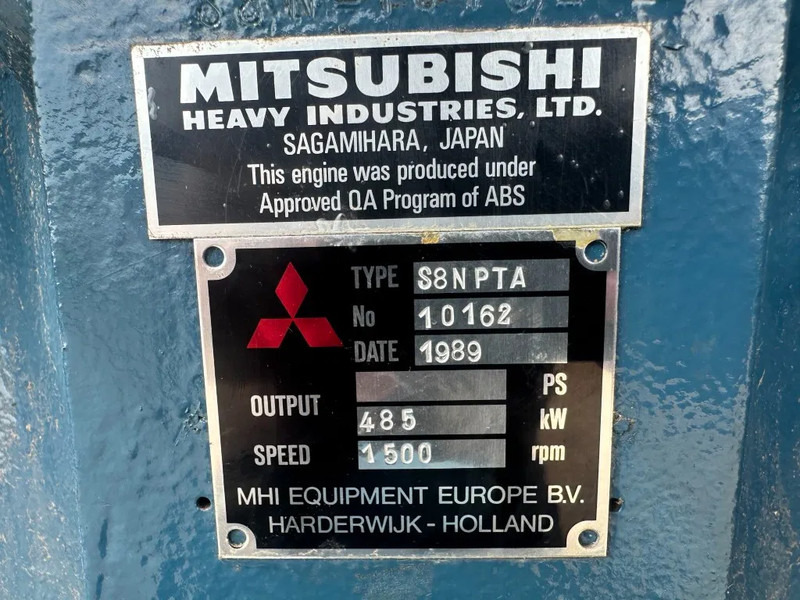 MITSUBISHI
HEAVY INDUSTRIES, LTD.
SAGAMIHARA, JAPAN
This engine was produced under
Approved QA Program of ABS
TYPE S8NPTA
No 10162
DATE 1989
PS
OUTPUT 485 kW
SPEED 1500 rpm
MHI EQUIPMENT EUROPE B.V.
HARDERWIJK - HOLLAND